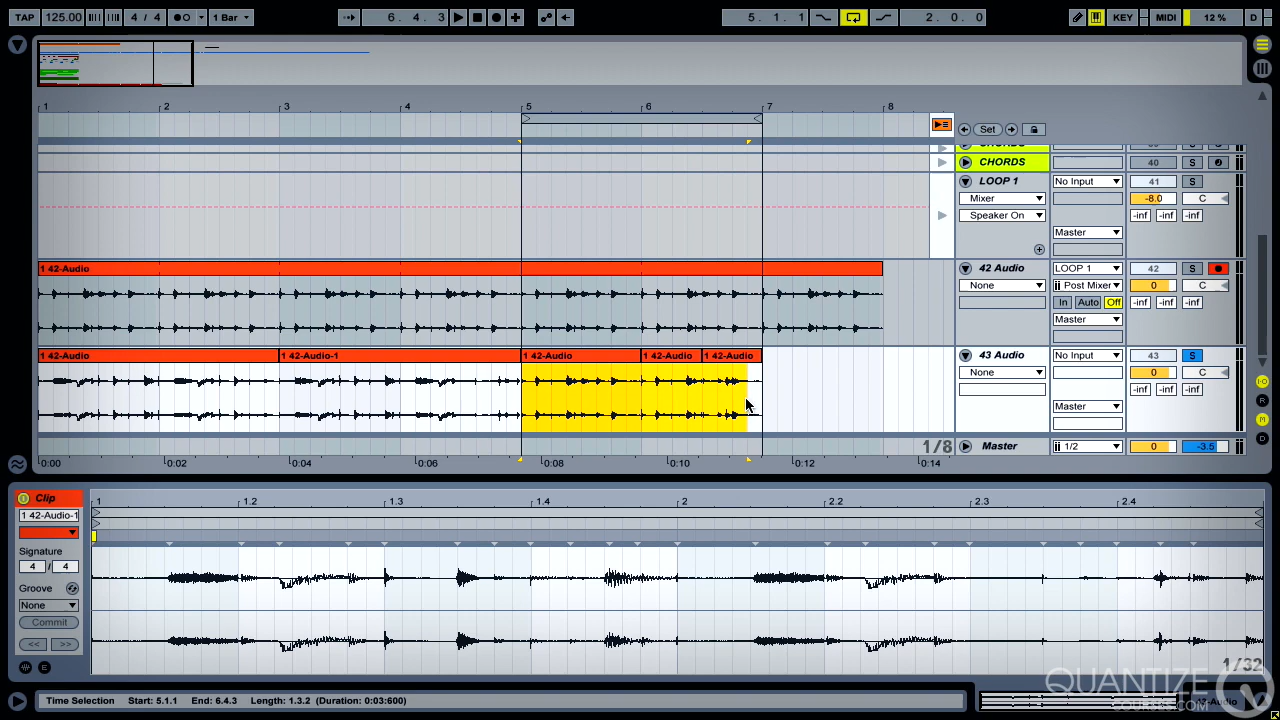 TAP 125.00 4 / 4 1 Bar 6. 4. 3 5. 1. 1 2. 0. 0 KEY MIDI 12 % D
1 2 3 4 5 6 7 8
Set
CHORDS 40 S
LOOP 1 No Input 41 S
Mixer -8.0 C
Speaker On -inf -inf -inf
Master
1 42-Audio 42 Audio LOOP 1 42 S
None Post Mixer 0 C
In Auto Off -inf -inf -inf
Master
1 42-Audio 1 42-Audio-1 1 42-Audio 1 42-Audio 1 42-Audio 43 Audio No Input 43 S
None 0 C
-inf -inf -inf
Master
1/8 Master 1/2 0 -3.5
0:00 0:02 0:04 0:06 0:08 0:10 0:12 0:14
R
M
D
Clip 1 1.2 1.3 1.4 2 2.2 2.3 2.4
1 42-Audio-1
Signature
4 / 4
Groove
None
Commit
<< >>
E
1/32
QUANTIZE
COURSES.COM
Time Selection Start: 5.1.1 End: 6.4.3 Length: 1.3.2 (Duration: 0:03:600) 42-Audio